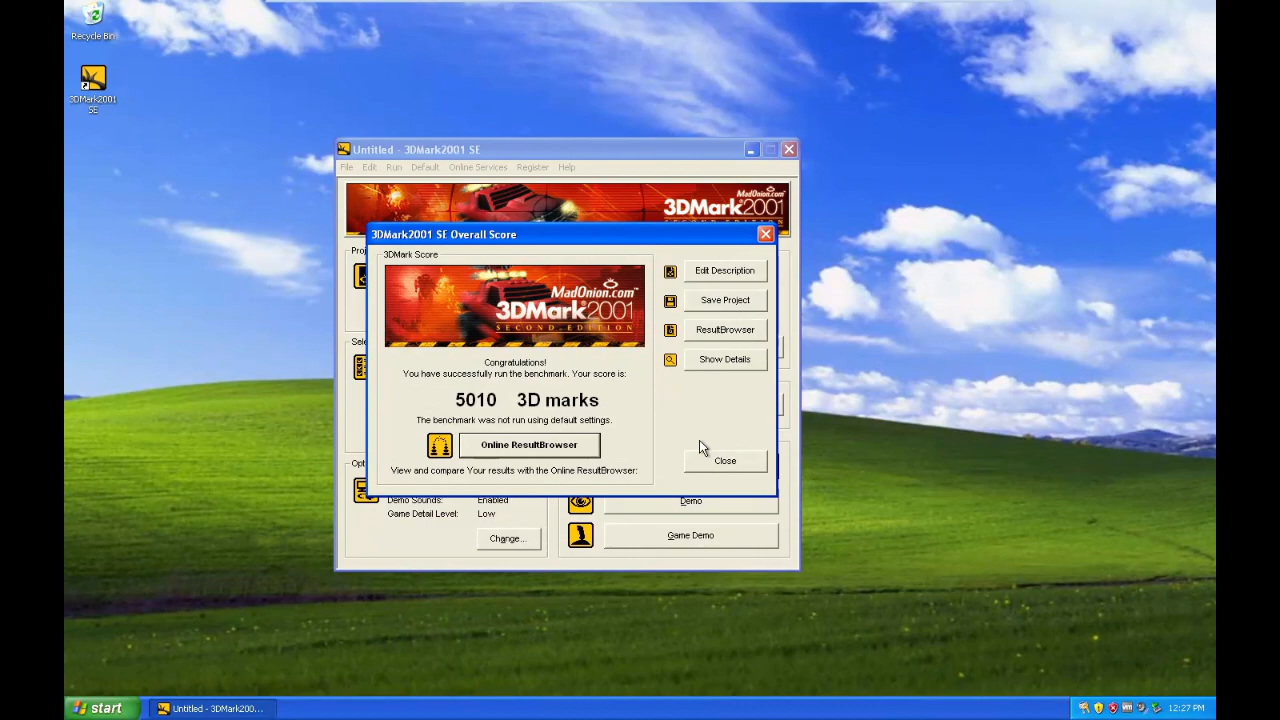 Recycle Bin
3DMark2001
SE
Untitled - 3DMark2001 SE
File Edit Run Default Online Services Register Help
MadOnion.com
3DMark2001
3DMark2001 SE Overall Score
3DMark Score
MadOnion.com
3DMark2001
SECOND EDITION
Congratulations!
You have successfully run the benchmark. Your score is:
5010 3D marks
The benchmark was not run using default settings.
Online ResultBrowser
View and compare Your results with the Online ResultBrowser:
Edit Description
Save Project
ResultBrowser
Show Details
Close
Proj
Sele
Opt
Demo Sounds: Enabled
Game Detail Level: Low
Change...
Demo
Game Demo
start
Untitled - 3DMark200...
12:27 PM